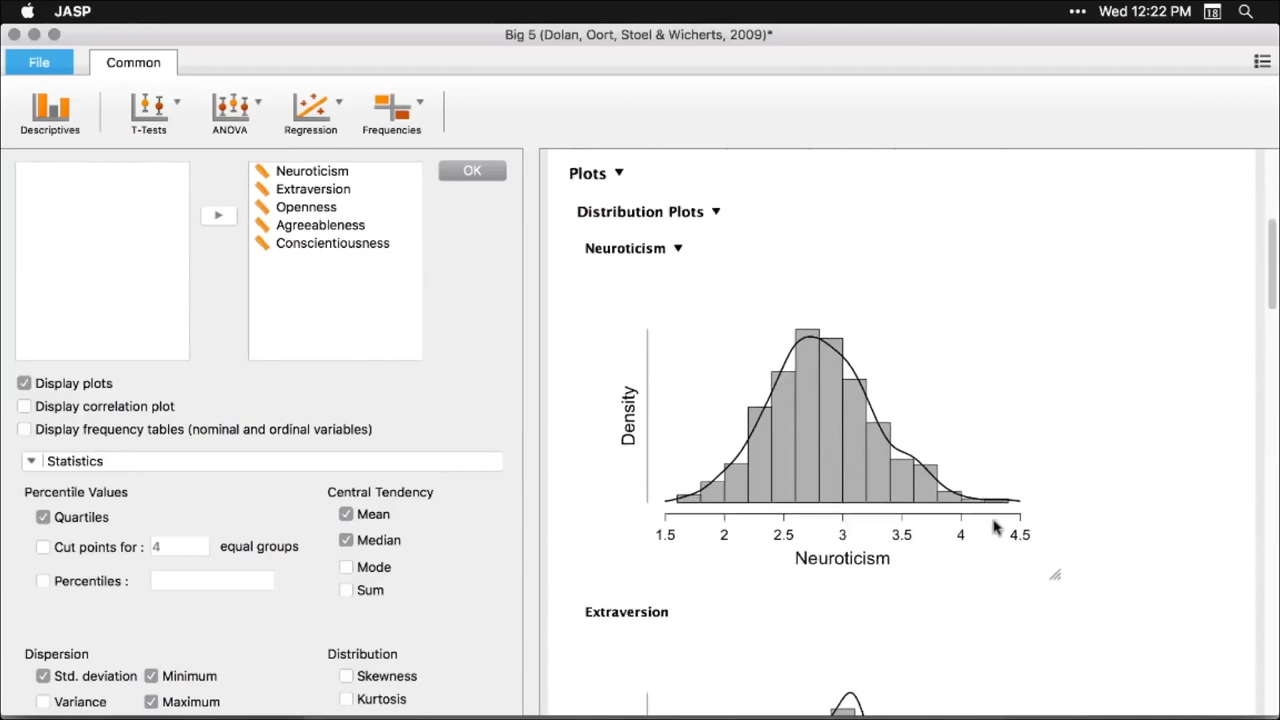 JASP
Wed 12:22 PM
18
Big 5 (Dolan, Oort, Stoel & Wicherts, 2009)*
File
Common
Descriptives
T-Tests
ANOVA
Regression
Frequencies
Neuroticism
Extraversion
Openness
Agreeableness
Conscientiousness
OK
Display plots
Display correlation plot
Display frequency tables (nominal and ordinal variables)
Statistics
Percentile Values
Quartiles
Cut points for : 4 equal groups
Percentiles :
Central Tendency
Mean
Median
Mode
Sum
Dispersion
Std. deviation
Minimum
Variance
Maximum
Distribution
Skewness
Kurtosis
Plots
Distribution Plots
Neuroticism
Density
1.5 2 2.5 3 3.5 4 4.5
Neuroticism
Extraversion